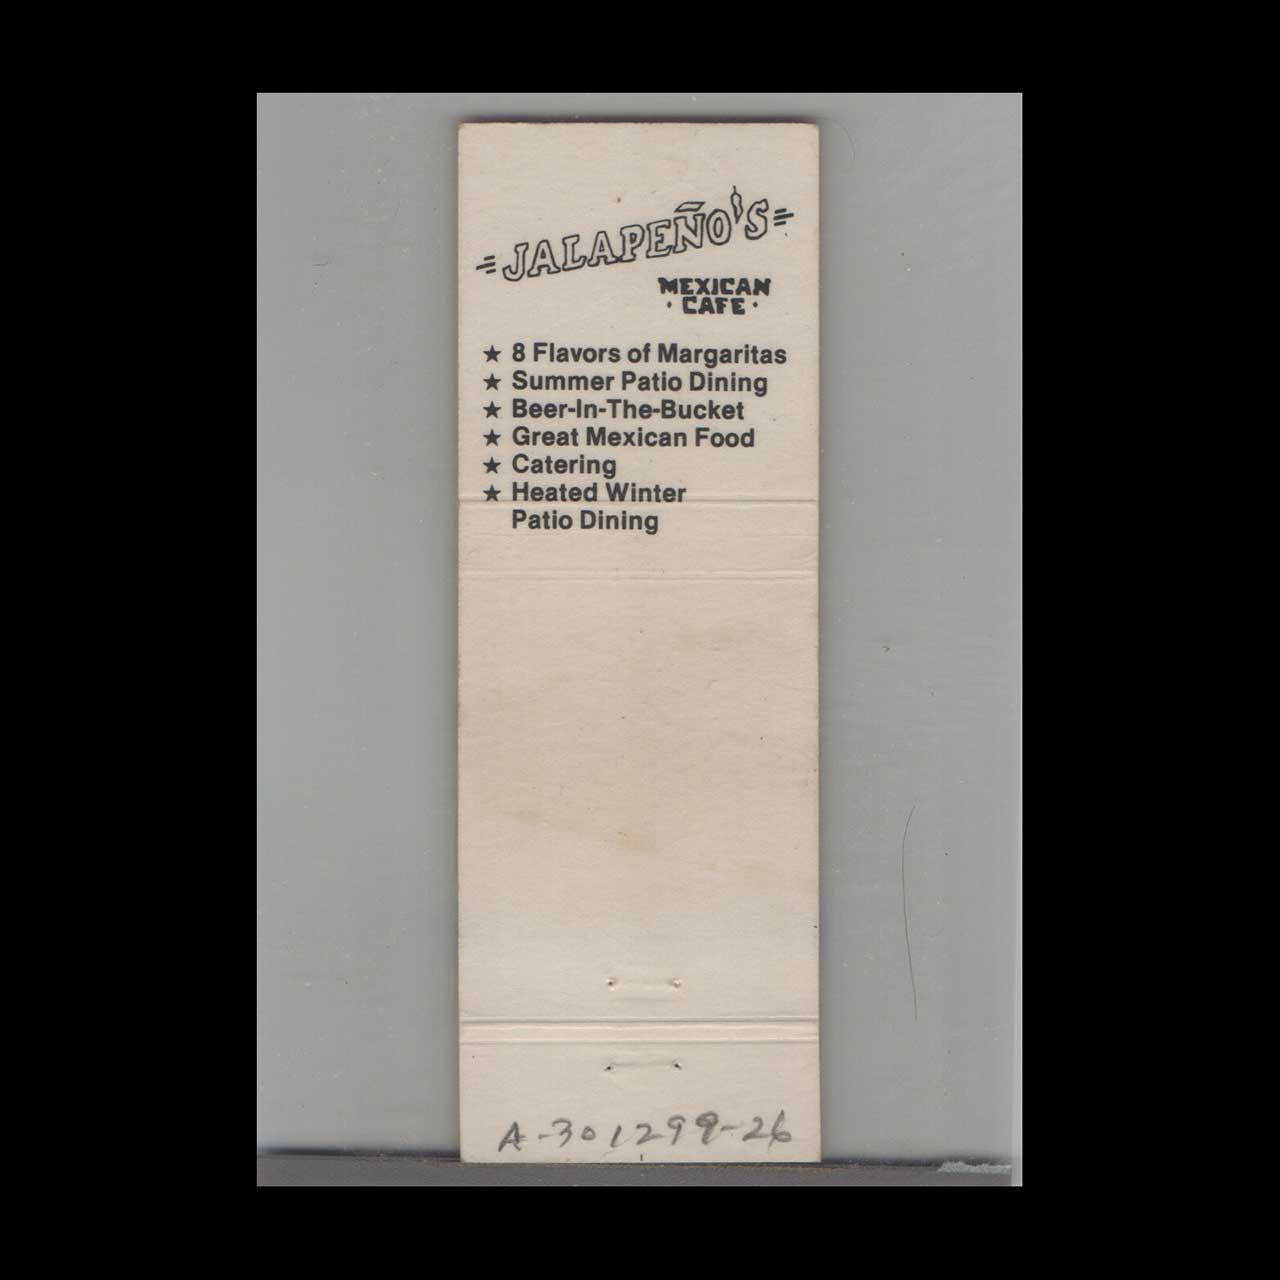 JALAPEÑO'S
MEXICAN
· CAFE ·
★ 8 Flavors of Margaritas
★ Summer Patio Dining
★ Beer-In-The-Bucket
★ Great Mexican Food
★ Catering
★ Heated Winter
Patio Dining
A-301299-26